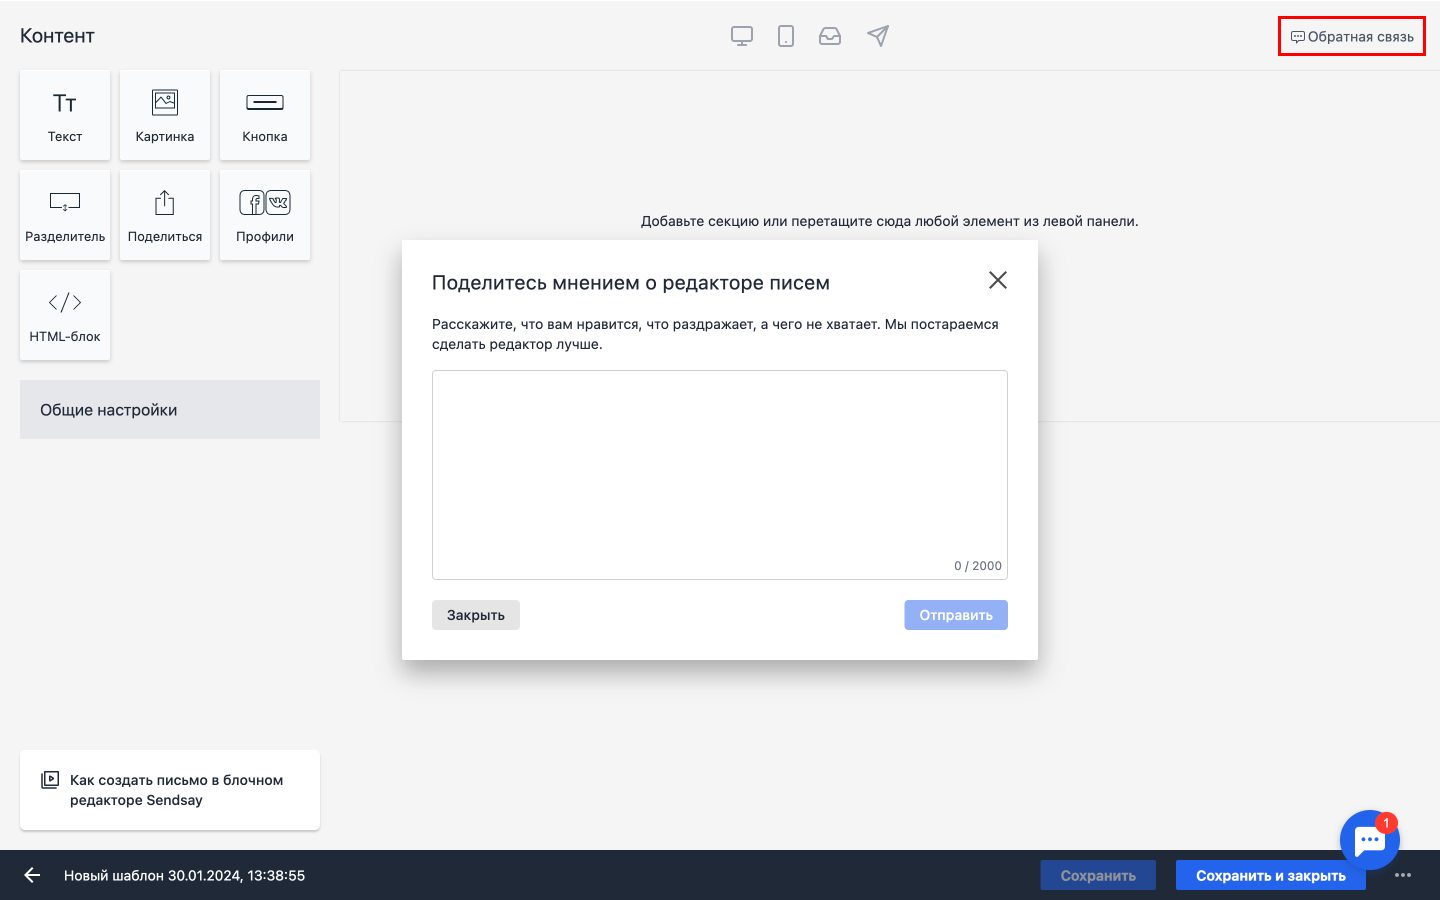 Контент
Обратная связь
Тт
Текст
Картинка
Кнопка
Разделитель
Поделиться
Профили
HTML-блок
Общие настройки
Добавьте секцию или перетащите сюда любой элемент из левой панели.
Поделитесь мнением о редакторе писем
Расскажите, что вам нравится, что раздражает, а чего не хватает. Мы постараемся
сделать редактор лучше.
0 / 2000
Закрыть
Отправить
Как создать письмо в блочном
редакторе Sendsay
1
Новый шаблон 30.01.2024, 13:38:55
Сохранить
Сохранить и закрыть